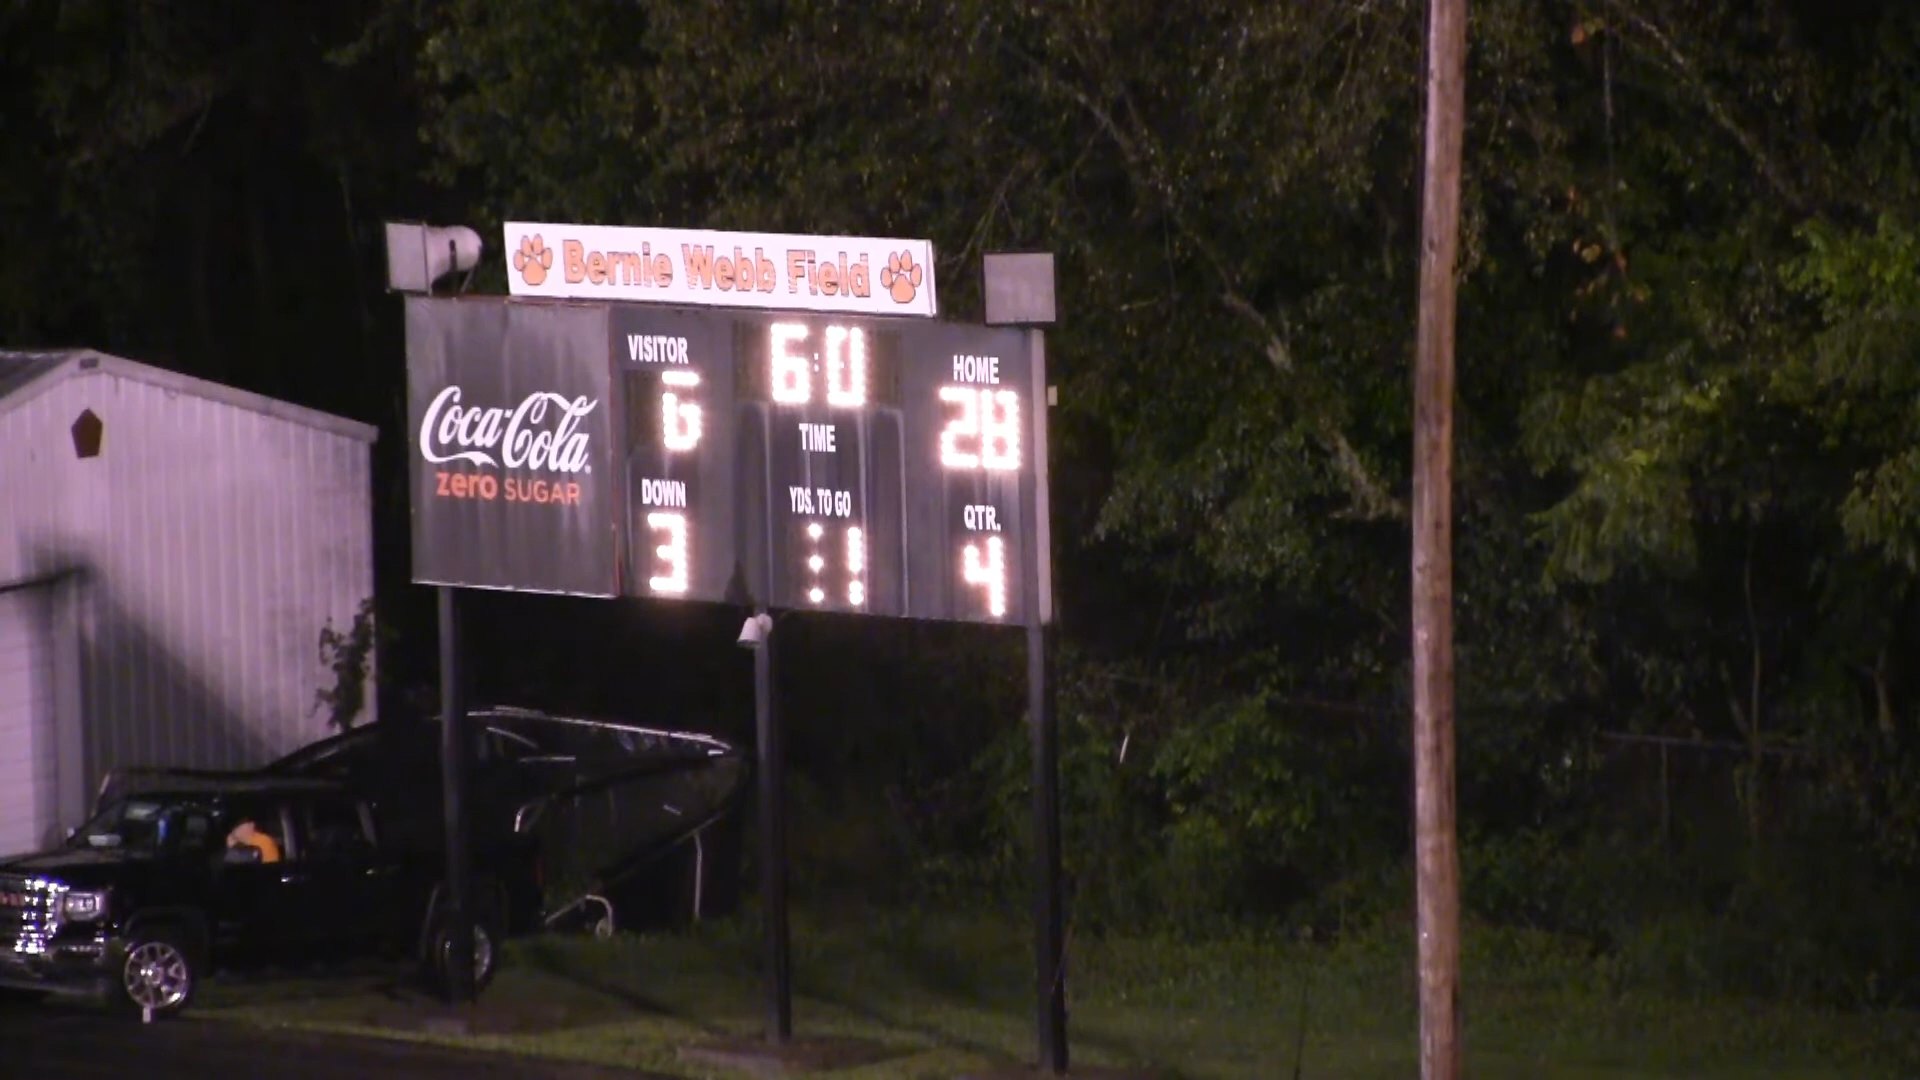 Bernie Webb Field
VISITOR
6:0
HOME
6
28
Coca-Cola
TIME
zero SUGAR
DOWN
YDS. TO GO
QTR.
3
4